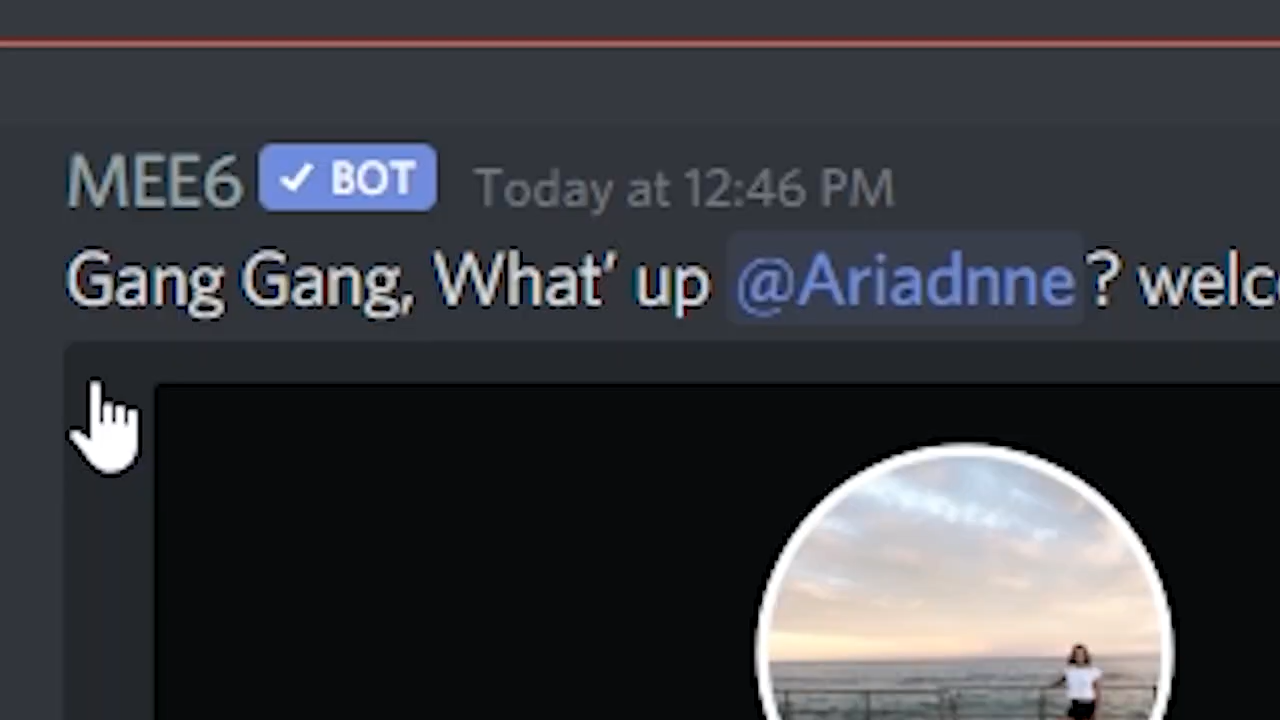 MEE6 ✓ BOT Today at 12:46 PM
Gang Gang, What' up @Ariadnne ? welc